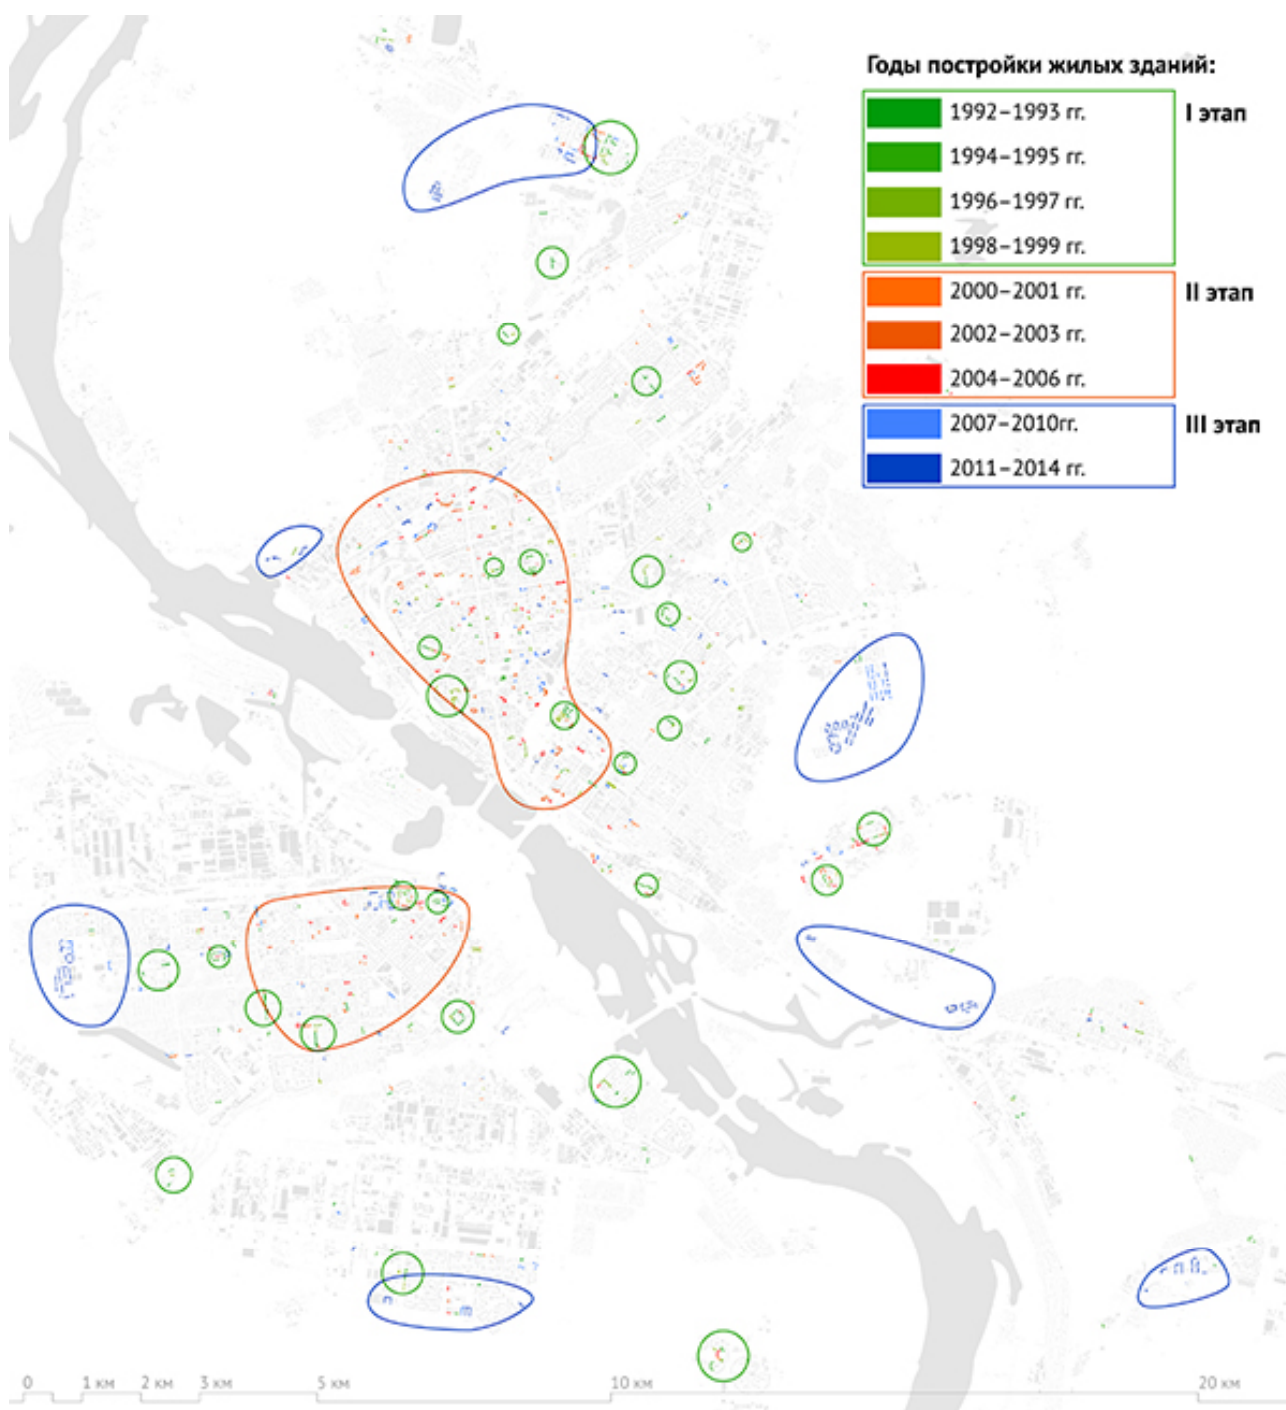 Годы постройки жилых зданий:
1992–1993 гг. I этап
1994–1995 гг.
1996–1997 гг.
1998–1999 гг.
2000–2001 гг. II этап
2002–2003 гг.
2004–2006 гг.
2007–2010гг. III этап
2011–2014 гг.
0 1 км 2 км 3 км 5 км 10 км 20 км